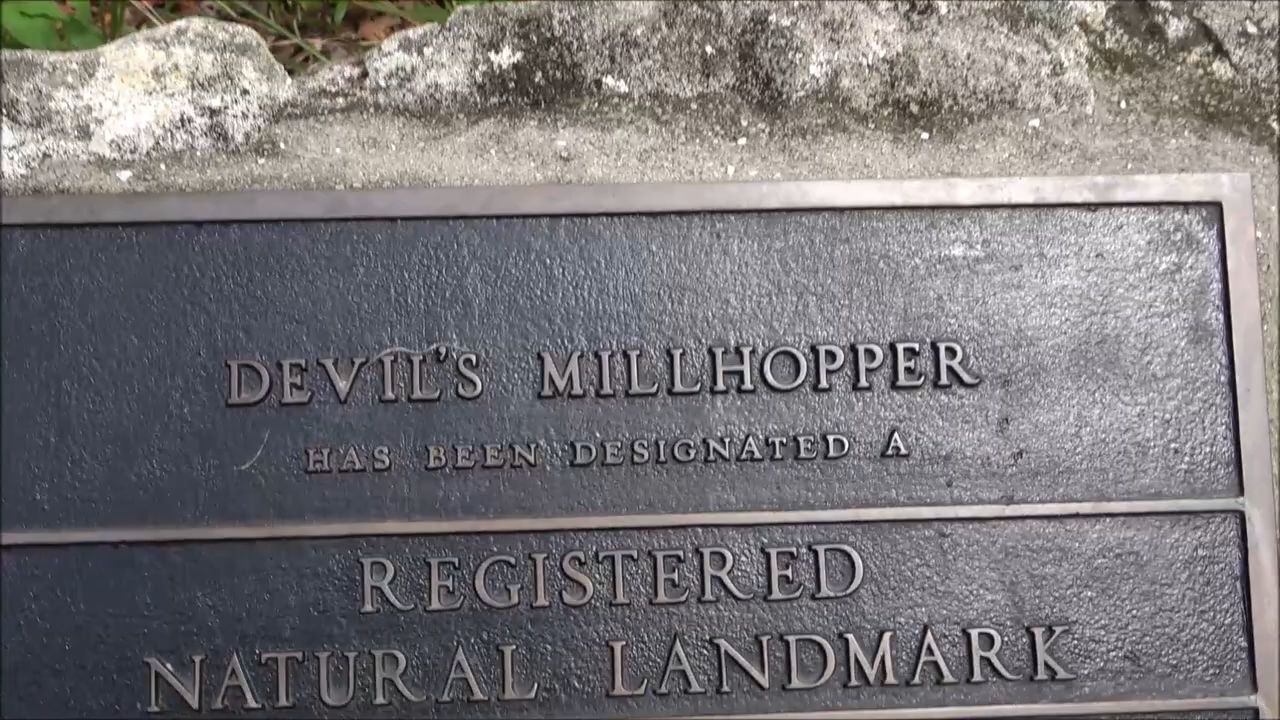 DEVIL'S MILLHOPPER
HAS BEEN DESIGNATED A
REGISTERED
NATURAL LANDMARK